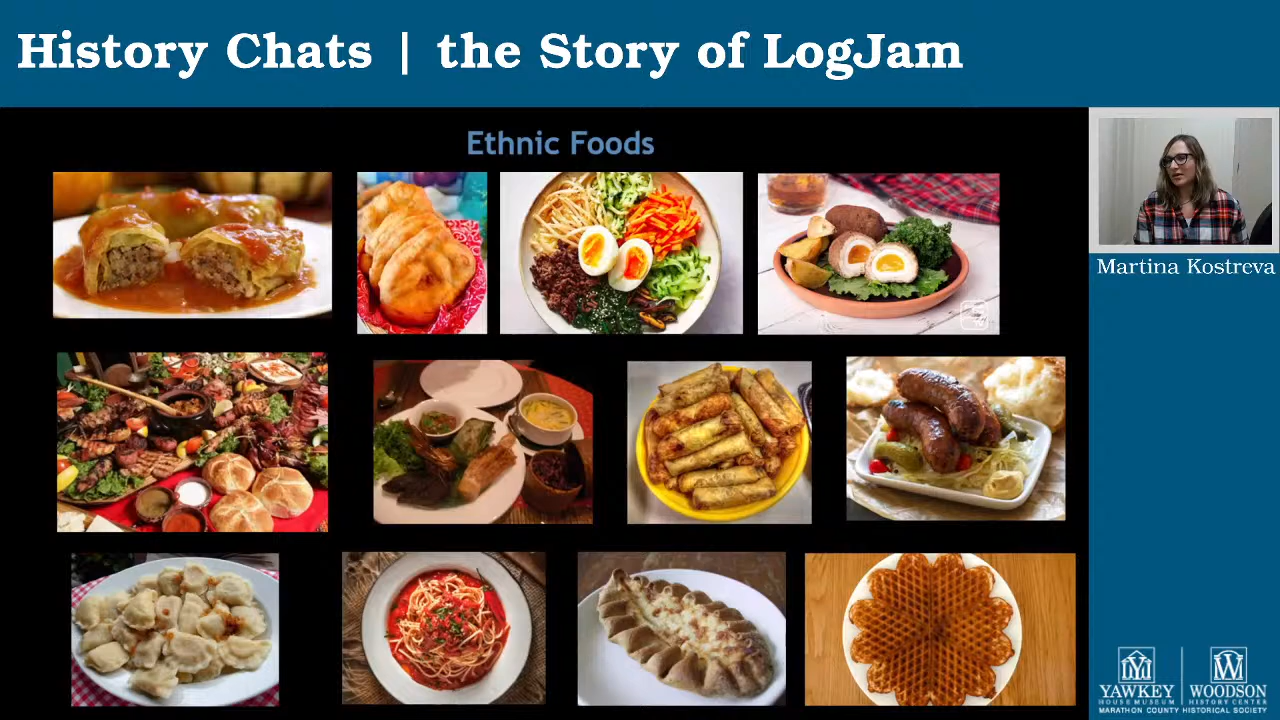 History Chats | the Story of LogJam
Ethnic Foods
Martina Kostreva
YAWKEY
HOUSE MUSEUM
WOODSON
HISTORY CENTER
MARATHON COUNTY HISTORICAL SOCIETY